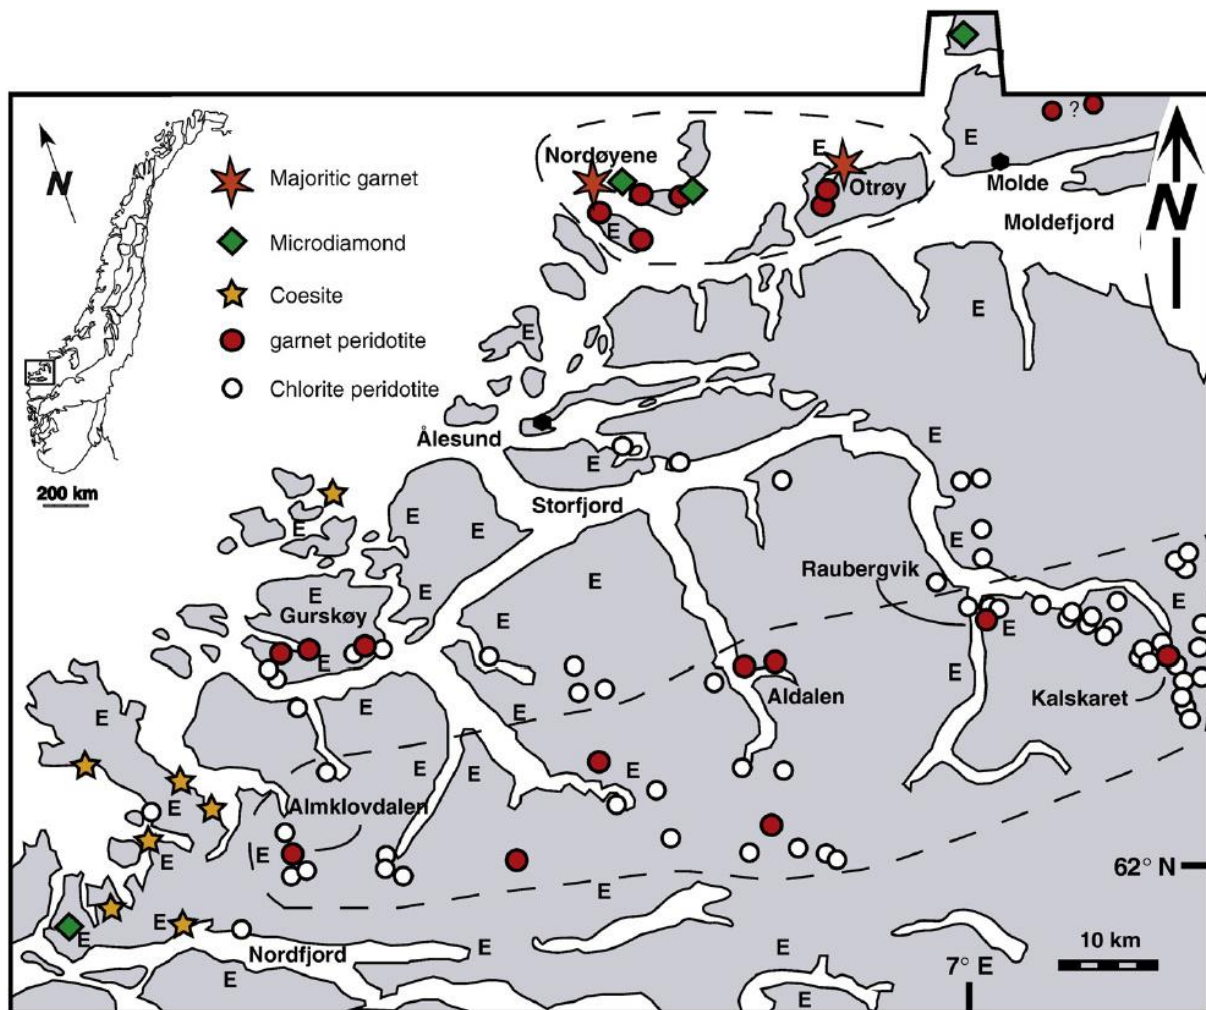 N
Majoritic garnet
Microdiamond
Coesite
garnet peridotite
Chlorite peridotite
200 km
Nordøyene
E
E
Otrøy
E
?
Molde
Moldefjord
N
E
E
Ålesund
E
Storfjord
E
E
E
E
E
E
Raubergvik
E
E
Gurskøy
E
E
E
E
E
E
E
Aldalen
Kalskaret
E
E
E
E
E
E
Almklovdalen
E
E
E
62° N
E
E
E
Nordfjord
E
E
E
E
10 km
7° E